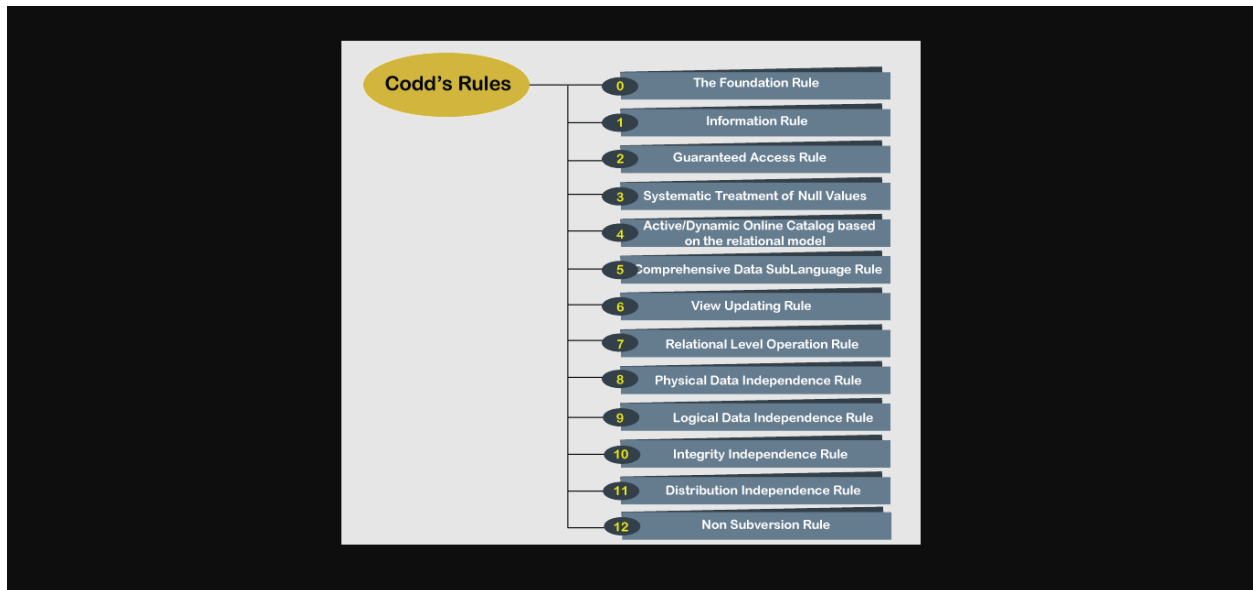 Codd's Rules
0 The Foundation Rule
1 Information Rule
2 Guaranteed Access Rule
3 Systematic Treatment of Null Values
4 Active/Dynamic Online Catalog based
on the relational model
5 Comprehensive Data SubLanguage Rule
6 View Updating Rule
7 Relational Level Operation Rule
8 Physical Data Independence Rule
9 Logical Data Independence Rule
10 Integrity Independence Rule
11 Distribution Independence Rule
12 Non Subversion Rule